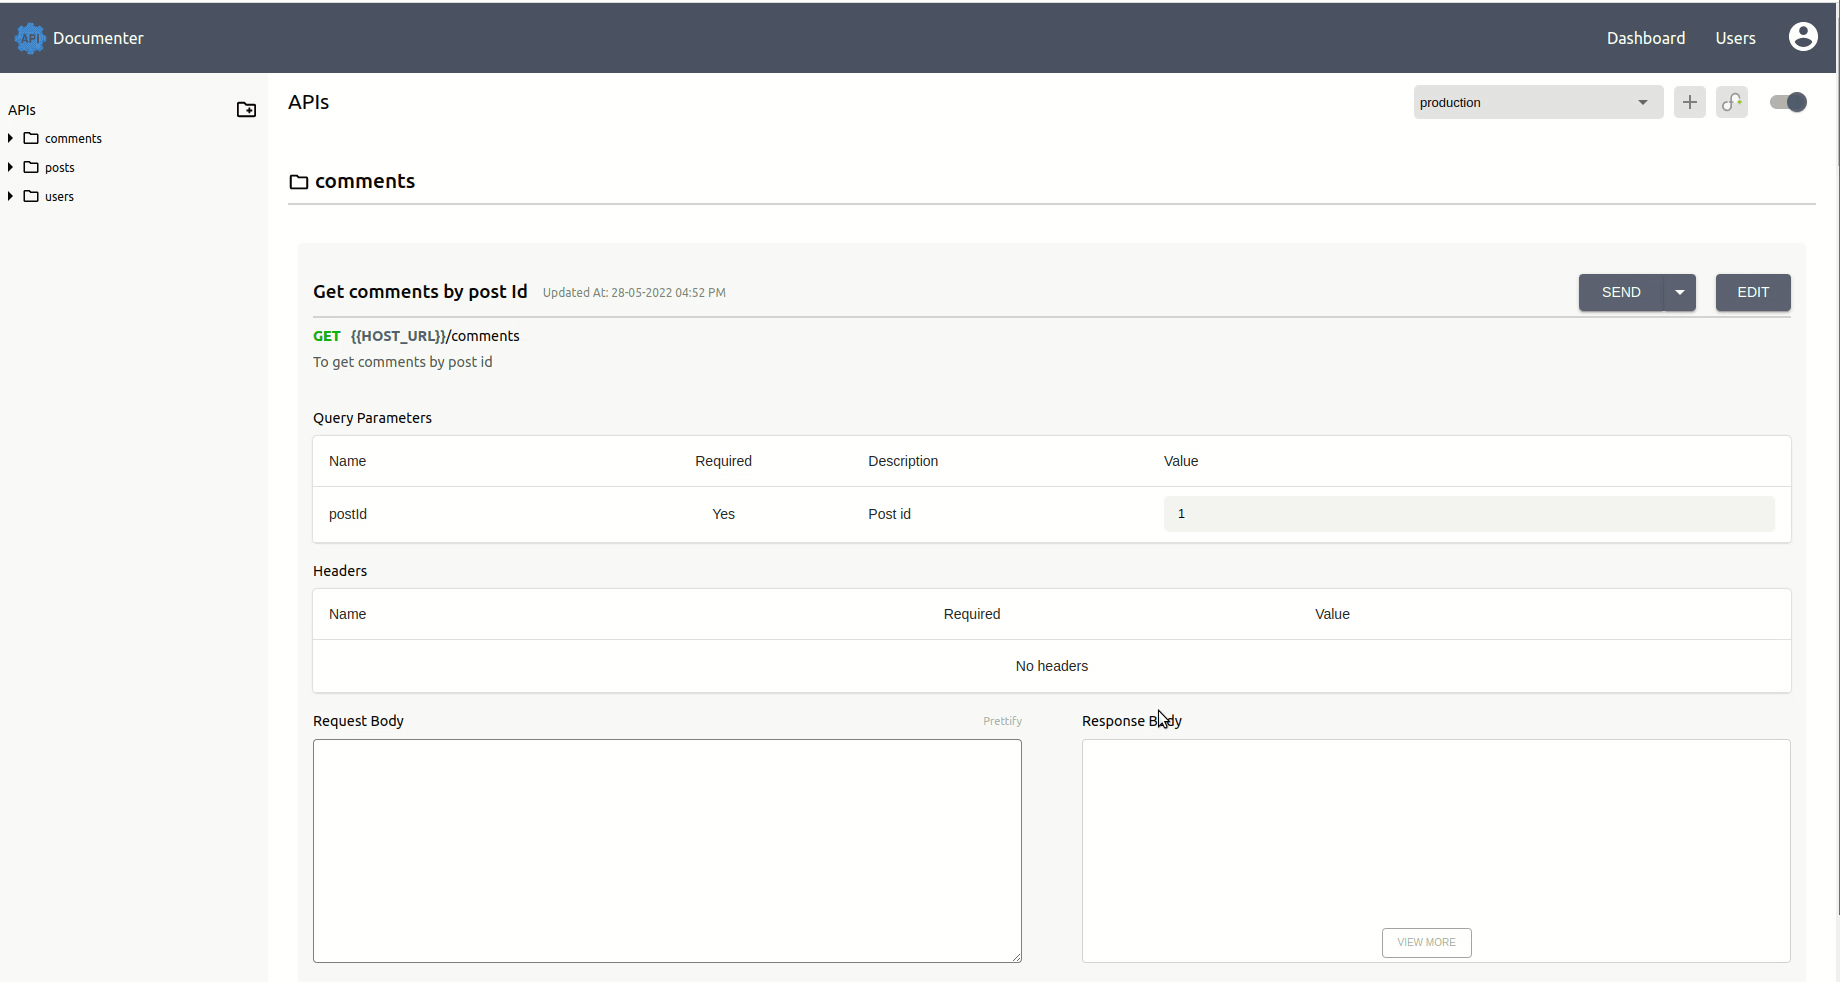 API Documenter Dashboard Users
APIs
comments
posts
users
APIs production
comments
Get comments by post Id Updated At: 28-05-2022 04:52 PM SEND EDIT
GET {{HOST_URL}}/comments
To get comments by post id
Query Parameters
Name Required Description Value
postId Yes Post id 1
Headers
Name Required Value
No headers
Request Body Prettify Response Body
VIEW MORE